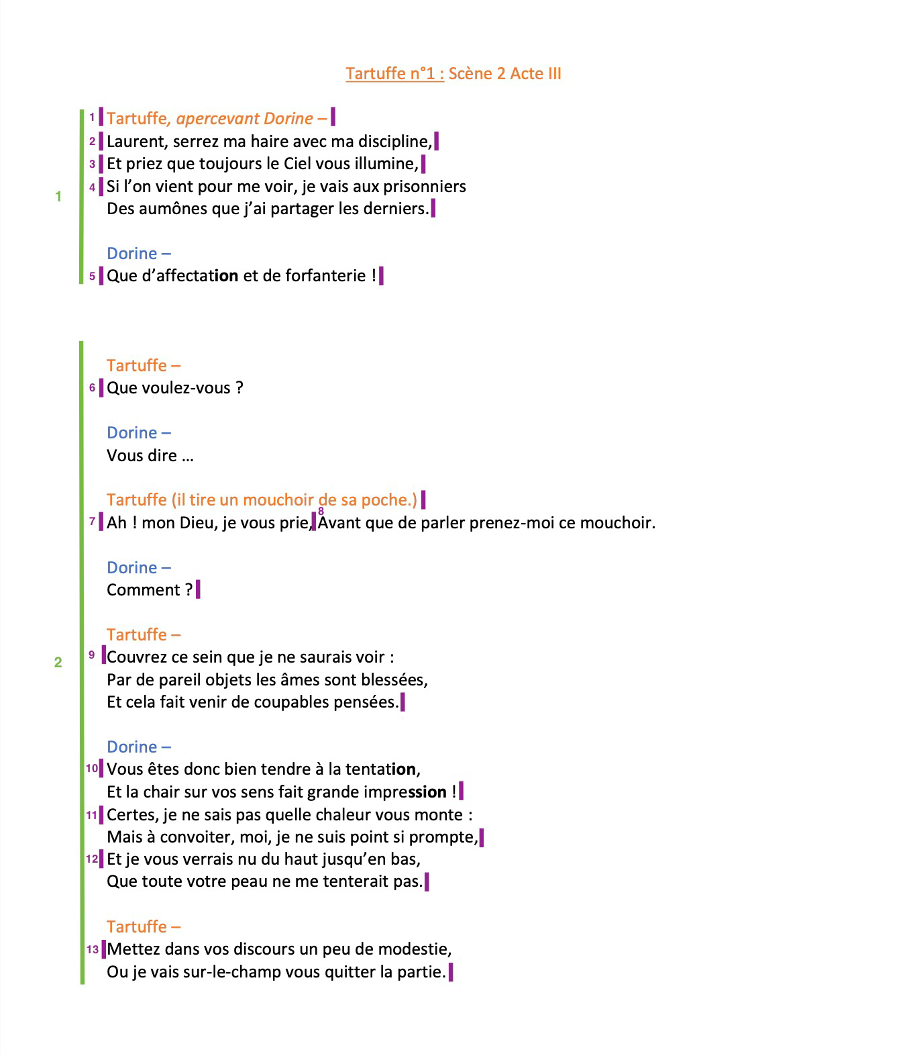 Tartuffe n°1 : Scène 2 Acte III
1 Tartuffe, apercevant Dorine –
2 Laurent, serrez ma haire avec ma discipline,
3 Et priez que toujours le Ciel vous illumine,
4 Si l’on vient pour me voir, je vais aux prisonniers
1
Des aumônes que j’ai partager les derniers.
Dorine –
5 Que d’affectation et de forfanterie !
Tartuffe –
6 Que voulez-vous ?
Dorine –
Vous dire …
Tartuffe (il tire un mouchoir de sa poche.)
7 Ah ! mon Dieu, je vous prie, 8 Avant que de parler prenez-moi ce mouchoir.
Dorine –
Comment ?
Tartuffe –
2
9 Couvrez ce sein que je ne saurais voir :
Par de pareil objets les âmes sont blessées,
Et cela fait venir de coupables pensées.
Dorine –
10 Vous êtes donc bien tendre à la tentation,
Et la chair sur vos sens fait grande impression !
11 Certes, je ne sais pas quelle chaleur vous monte :
Mais à convoiter, moi, je ne suis point si prompte,
12 Et je vous verrais nu du haut jusqu’en bas,
Que toute votre peau ne me tenterait pas.
Tartuffe –
13 Mettez dans vos discours un peu de modestie,
Ou je vais sur-le-champ vous quitter la partie.